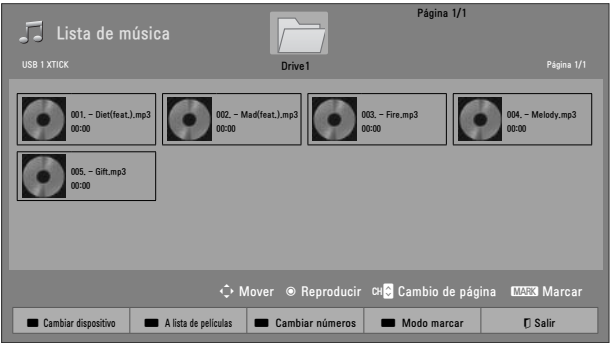 Página 1/1
Lista de música
USB 1 XTICK
Drive1
Página 1/1
001. - Diet(feat.).mp3
00:00
002. - Mad(feat.).mp3
00:00
003. - Fire.mp3
00:00
004. - Melody.mp3
00:00
005. - Gift.mp3
00:00
Mover Reproducir CH Cambio de página MARK Marcar
Cambiar dispositivo A lista de películas Cambiar números Modo marcar Salir